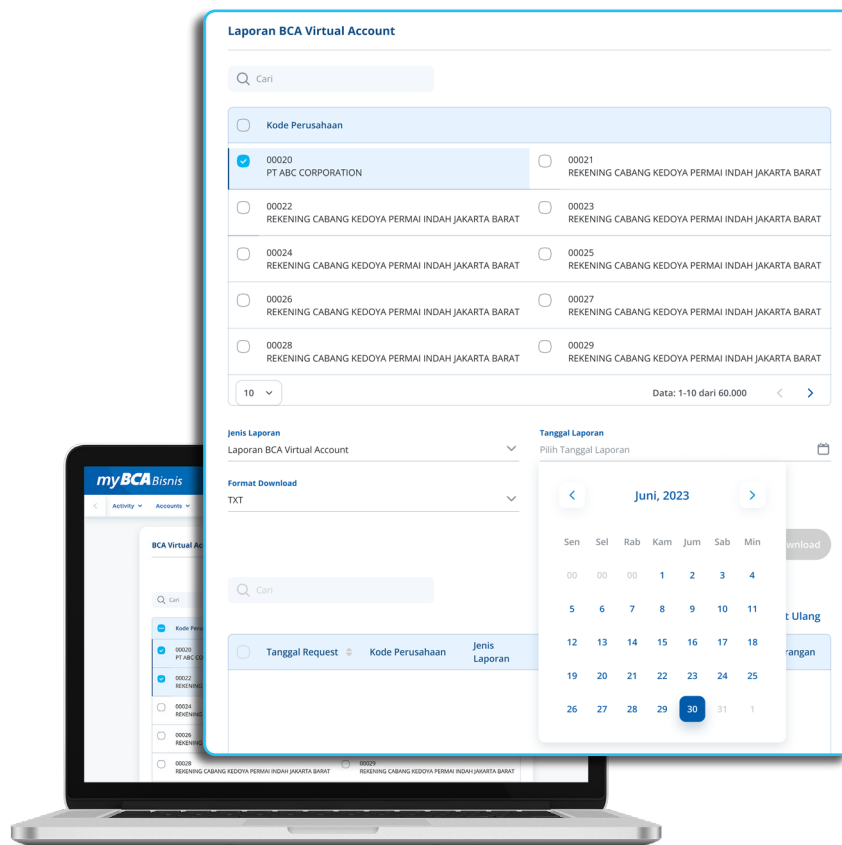 Laporan BCA Virtual Account
Cari
Kode Perusahaan
00020
PT ABC CORPORATION
00021
REKENING CABANG KEDOYA PERMAI INDAH JAKARTA BARAT
00022
REKENING CABANG KEDOYA PERMAI INDAH JAKARTA BARAT
00023
REKENING CABANG KEDOYA PERMAI INDAH JAKARTA BARAT
00024
REKENING CABANG KEDOYA PERMAI INDAH JAKARTA BARAT
00025
REKENING CABANG KEDOYA PERMAI INDAH JAKARTA BARAT
00026
REKENING CABANG KEDOYA PERMAI INDAH JAKARTA BARAT
00027
REKENING CABANG KEDOYA PERMAI INDAH JAKARTA BARAT
00028
REKENING CABANG KEDOYA PERMAI INDAH JAKARTA BARAT
00029
REKENING CABANG KEDOYA PERMAI INDAH JAKARTA BARAT
10
Data: 1-10 dari 60.000
Jenis Laporan
Laporan BCA Virtual Account
Tanggal Laporan
Pilih Tanggal Laporan
Format Download
TXT
Juni, 2023
Sen Sel Rab Kam Jum Sab Min
00 00 00 1 2 3 4
5 6 7 8 9 10 11
12 13 14 15 16 17 18
19 20 21 22 23 24 25
26 27 28 29 30 31 1
wnload
Cari
t Ulang
Tanggal Request
Kode Perusahaan
Jenis
Laporan
rangan
myBCA Bisnis
Activity Accounts
BCA Virtual Ac
Cari
Kode Peru
00020
PT ABC CO
00022
REKENING
00024
REKENING
00026
REKENING
00028
REKENING CABANG KEDOYA PERMAI INDAH JAKARTA BARAT
00029
REKENING CABANG KEDOYA PERMAI INDAH JAKARTA BARAT